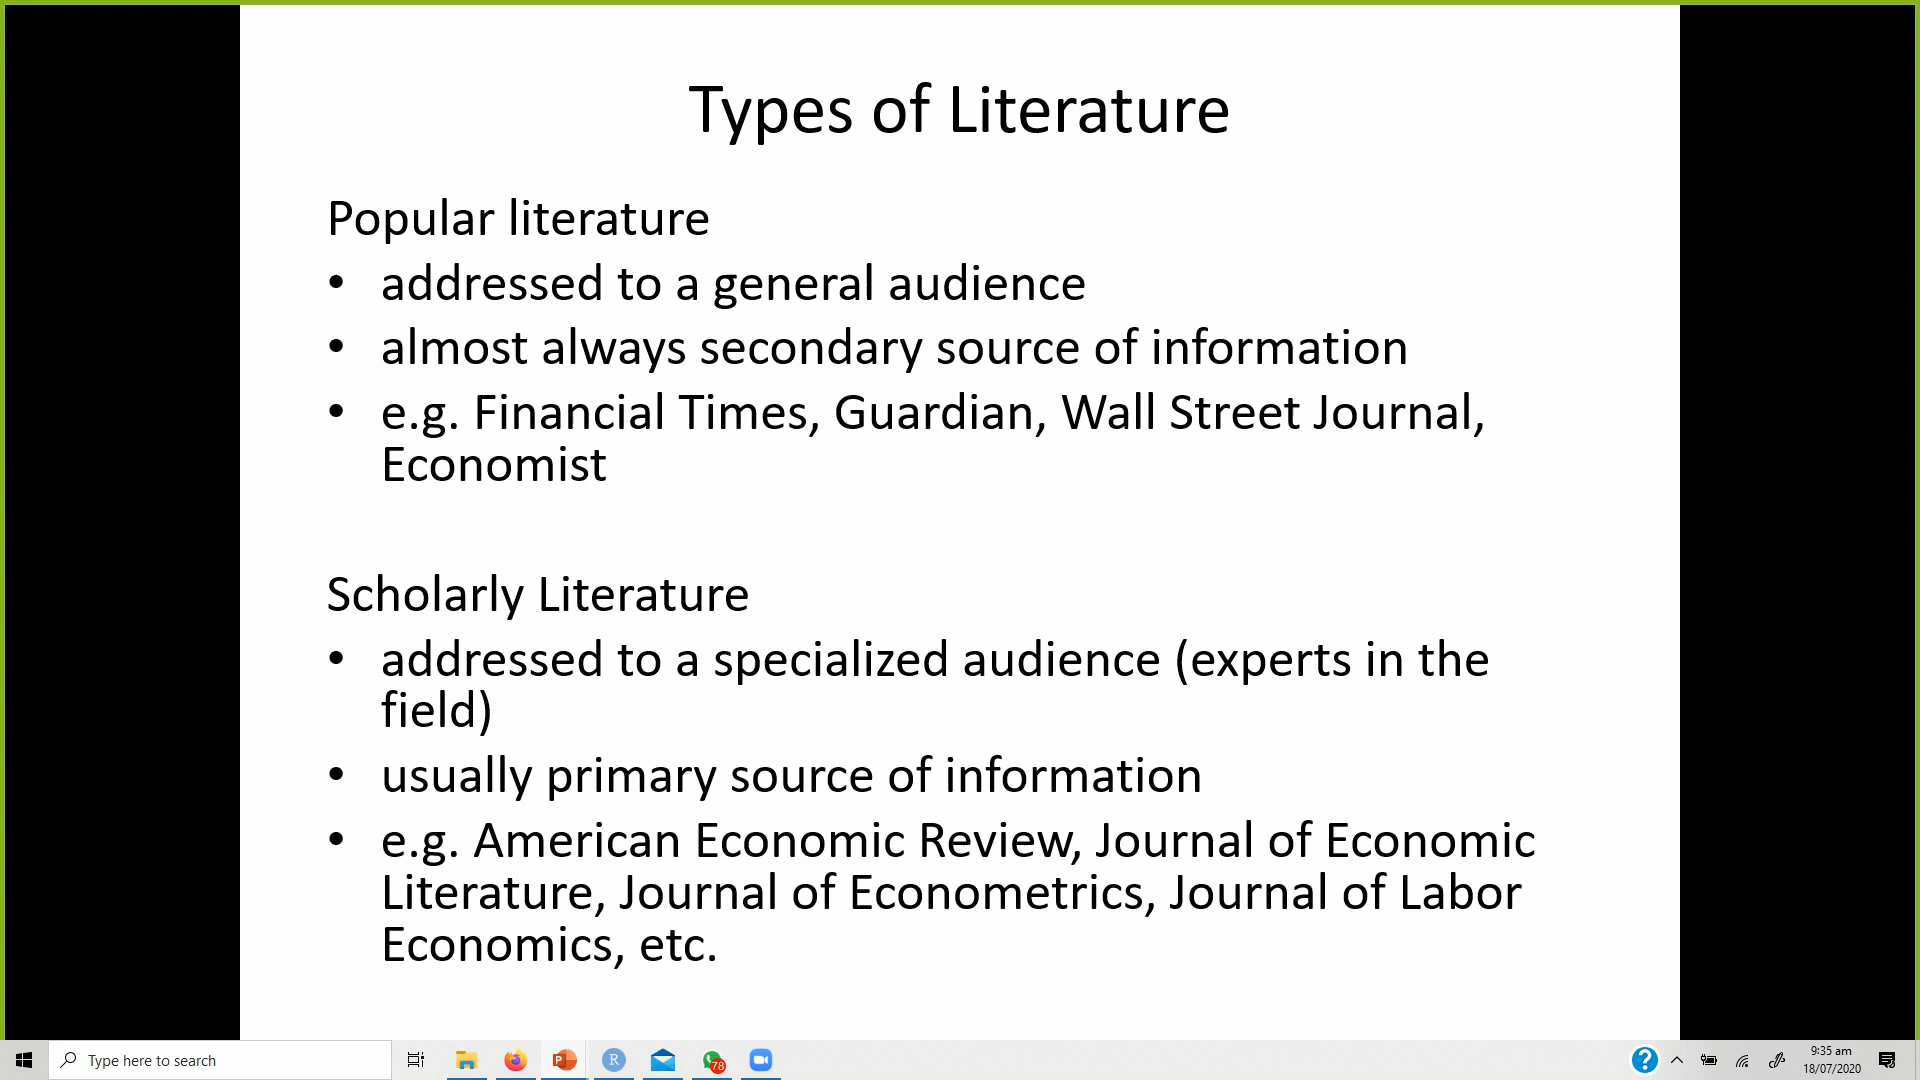 Types of Literature
Popular literature
• addressed to a general audience
• almost always secondary source of information
• e.g. Financial Times, Guardian, Wall Street Journal,
Economist
Scholarly Literature
• addressed to a specialized audience (experts in the
field)
• usually primary source of information
• e.g. American Economic Review, Journal of Economic
Literature, Journal of Econometrics, Journal of Labor
Economics, etc.
Type here to search
P
R
78
?
9:35 am
18/07/2020